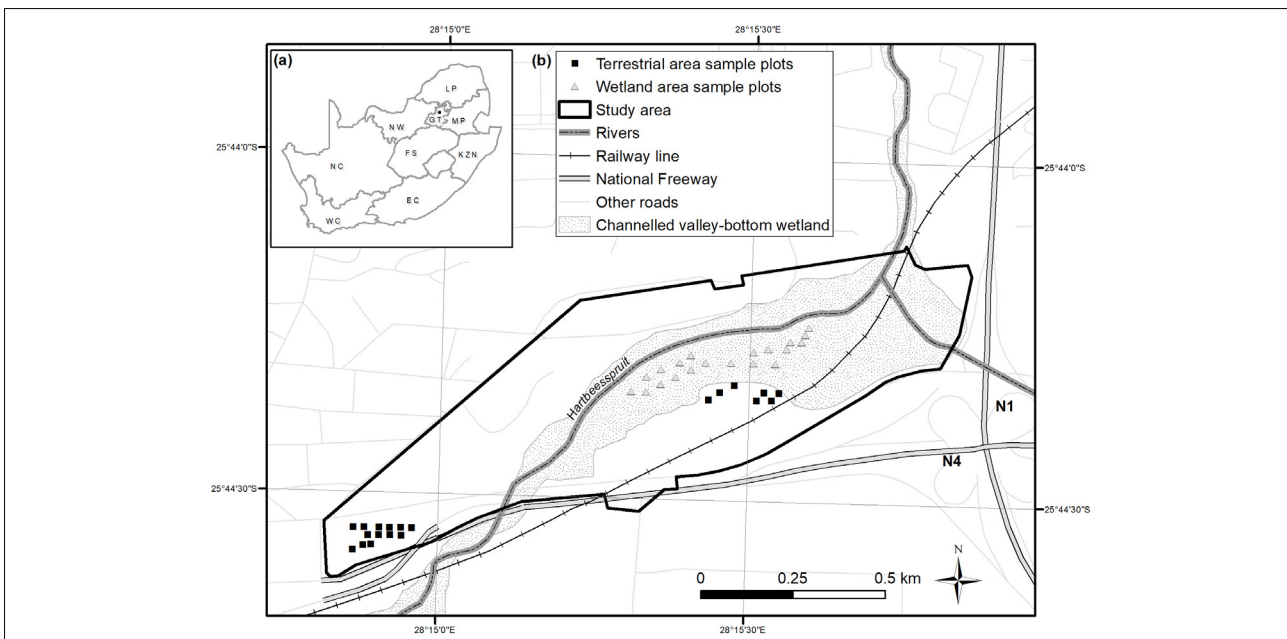 28°15'0"E
28°15'30"E
(a)
LP
GT
MP
NW
FS
KZN
NC
EC
WC
(b)
Terrestrial area sample plots
Wetland area sample plots
Study area
Rivers
Railway line
National Freeway
Other roads
Channelled valley-bottom wetland
25°44'0"S
25°44'0"S
Hartbeesspruit
N1
N4
25°44'30"S
25°44'30"S
N
0
0.25
0.5 km
28°15'0"E
28°15'30"E